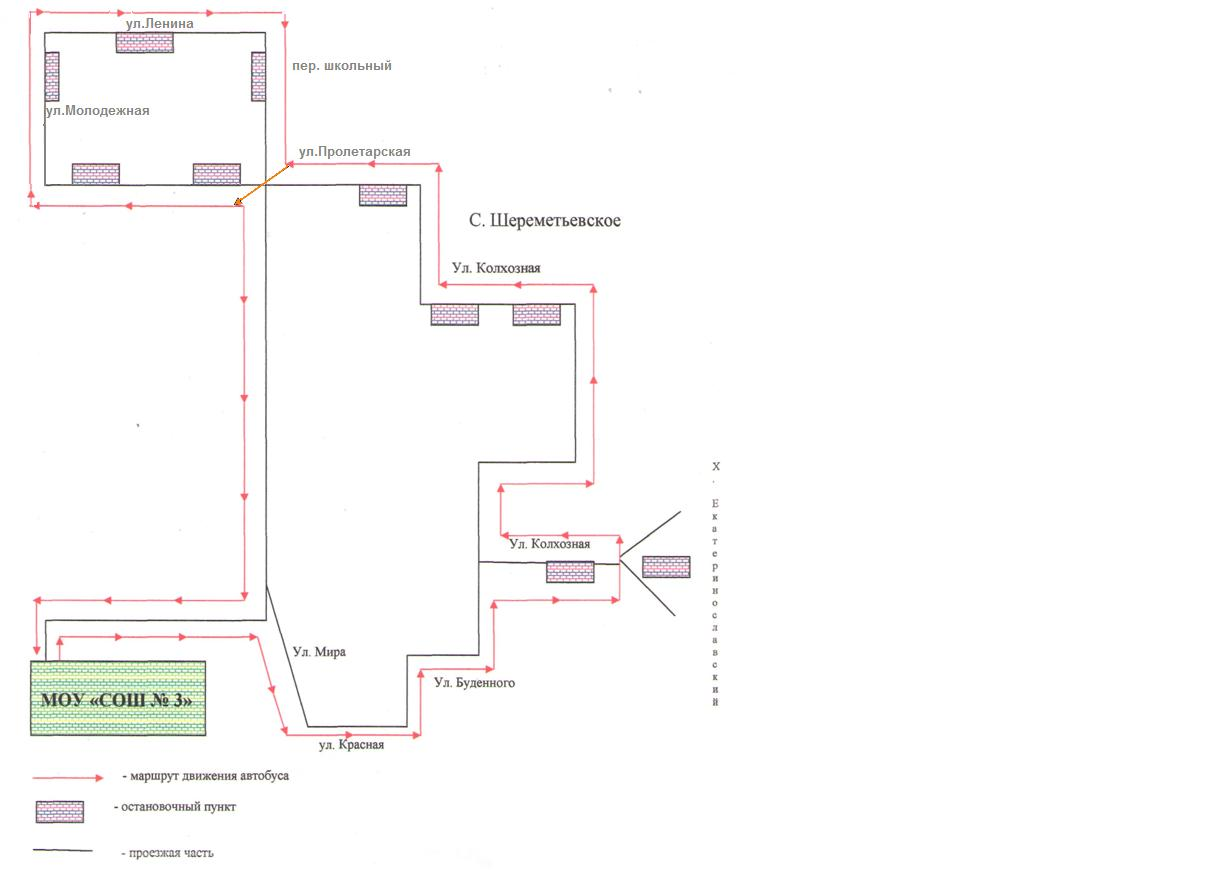 ул.Ленина
пер. школьный
ул.Молодежная
ул.Пролетарская
С. Шереметьевское
Ул. Колхозная
Х. Екатеринославский
Ул. Колхозная
Ул. Мира
Ул. Буденного
МОУ «СОШ № 3»
ул. Красная
- маршрут движения автобуса
- остановочный пункт
- проезжая часть